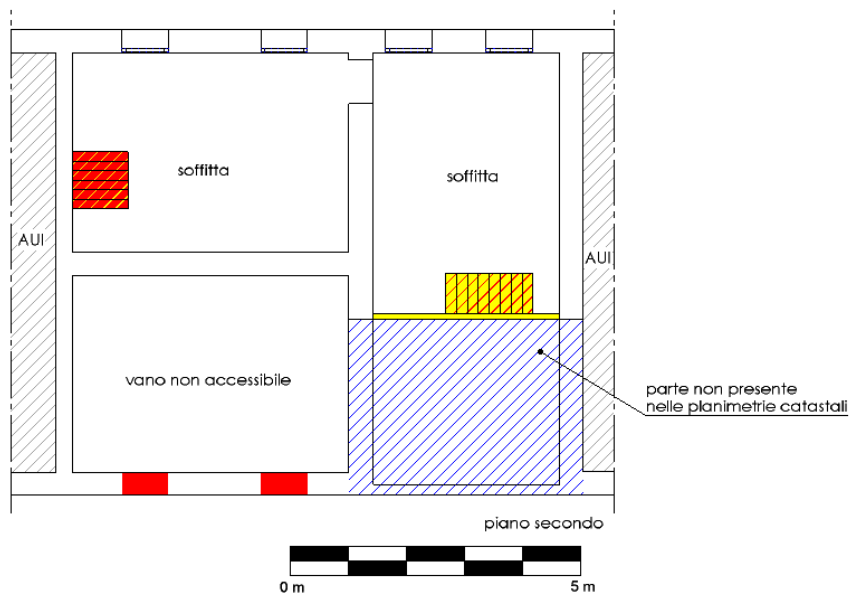 soffitta
soffitta
AUI
AUI
vano non accessibile
parte non presente
nelle planimetrie catastali
piano secondo
0 m
5 m